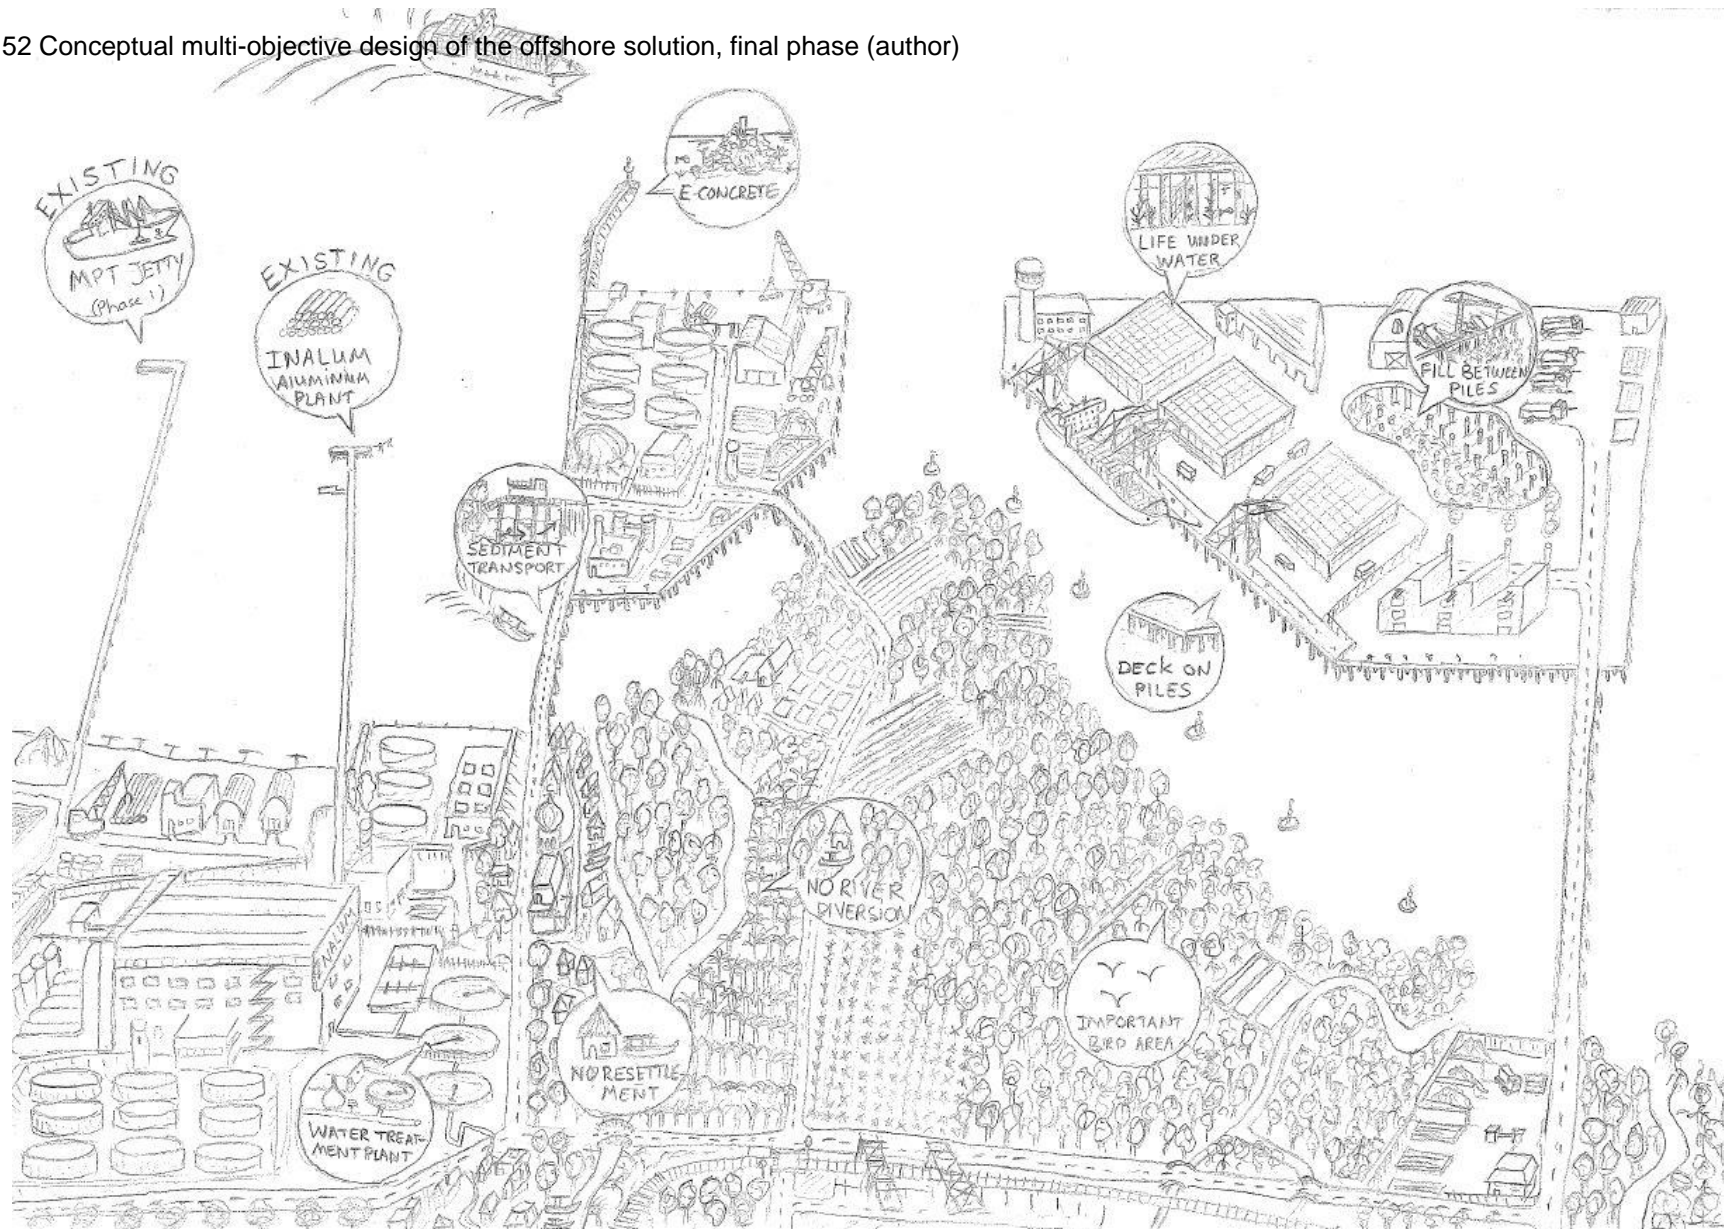 52 Conceptual multi-objective design of the offshore solution, final phase (author)
EXISTING
MPT JETTY
(Phase 1)
EXISTING
INALUM
AlUMINIUM
PLANT
E-CONCRETE
LIFE UNDER
WATER
FILL BETWEEN
PILES
SEDIMENT
TRANSPORT
DECK ON
PILES
NO RIVER
DIVERSION
INALUM
IMPORTANT
BIRD AREA
NO RESETTLE-
MENT
WATER TREAT-
MENT PLANT